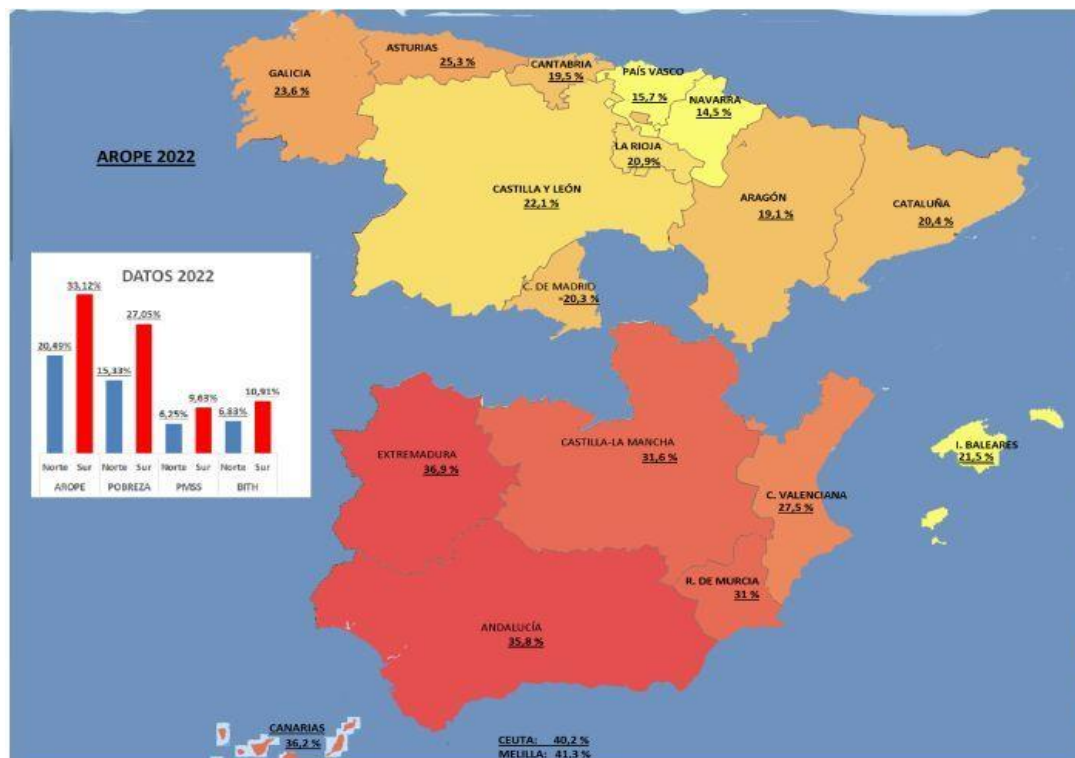 ASTURIAS
25,3 %
CANTABRIA
19,5 %
GALICIA
23,6 %
PAÍS VASCO
15,7 %
NAVARRA
14,5 %
LA RIOJA
20,9%
AROPE 2022
CASTILLA Y LEÓN
22,1 %
ARAGÓN
19,1 %
CATALUÑA
20,4 %
C. DE MADRID
20,3 %
DATOS 2022
33,12%
27,05%
20,49%
15,33%
9,63%
10,91%
6,25%
6,83%
Norte Sur Norte Sur Norte Sur Norte Sur
AROPE POBREZA PMSS BITH
EXTREMADURA
36,9 %
CASTILLA-LA MANCHA
31,6 %
I. BALEARES
21,5 %
C. VALENCIANA
27,5 %
R. DE MURCIA
31 %
ANDALUCÍA
35,8 %
CANARIAS
36,2 %
CEUTA: 40,2 %
MELILLA: 41,3 %